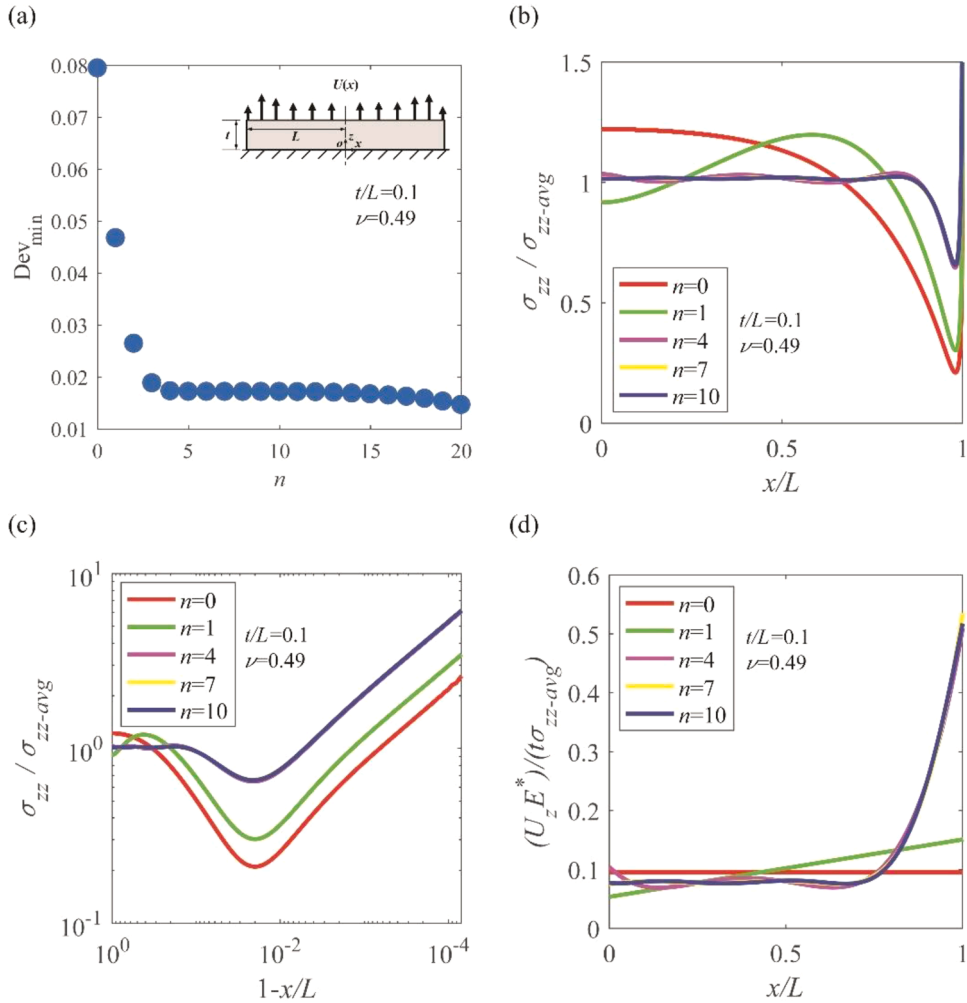 (a)
0.08
0.07
0.06
0.05
0.04
0.03
0.02
0.01
Dev_min
0 5 10 15 20
n
U(x)
t
L
o z x
t/L=0.1
ν=0.49
(b)
1.5
1
0.5
0
σ_zz / σ_zz-avg
0 0.5 1
x/L
n=0
n=1
n=4
n=7
n=10
t/L=0.1
ν=0.49
(c)
10^1
10^0
10^-1
σ_zz / σ_zz-avg
10^0 10^-2 10^-4
1-x/L
n=0
n=1
n=4
n=7
n=10
t/L=0.1
ν=0.49
(d)
0.6
0.5
0.4
0.3
0.2
0.1
0
(U_z E^*)/(tσ_zz-avg)
0 0.5 1
x/L
n=0
n=1
n=4
n=7
n=10
t/L=0.1
ν=0.49